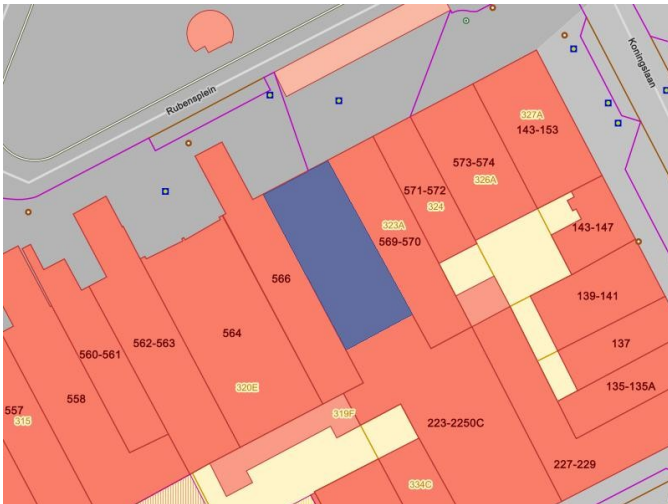 Rubensplein
Koningslaan
327A
143-153
573-574
326A
571-572
324
323A
569-570
143-147
566
139-141
564
562-563
137
560-561
135-135A
320E
558
557
315
319F
223-2250C
227-229
334C